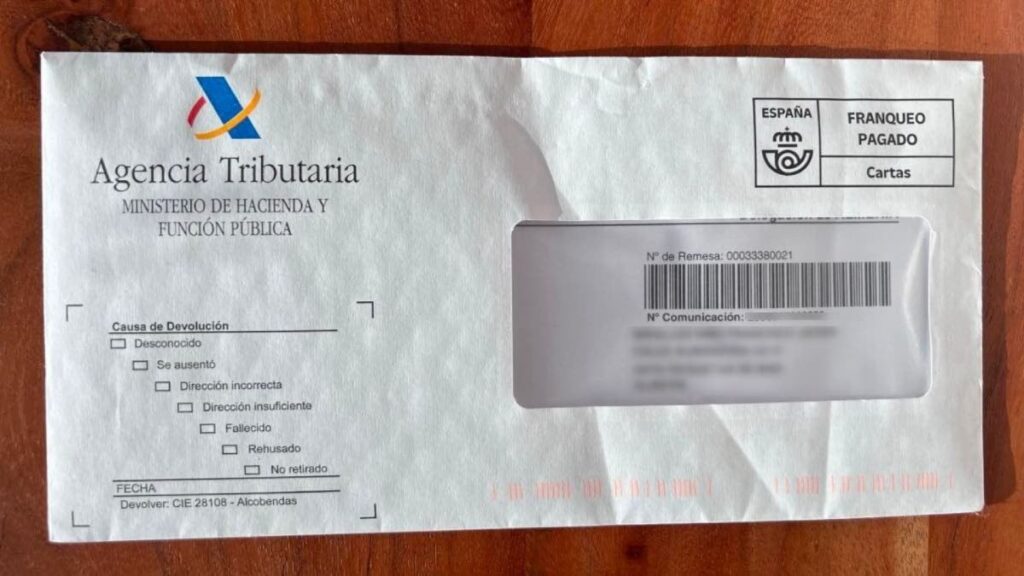 Agencia Tributaria
MINISTERIO DE HACIENDA Y
FUNCIÓN PÚBLICA
ESPAÑA
FRANQUEO
PAGADO
Cartas
Nº de Remesa: 00033380021
Nº Comunicación:
Causa de Devolución
Desconocido
Se ausentó
Dirección incorrecta
Dirección insuficiente
Fallecido
Rehusado
No retirado
FECHA
Devolver: CIE 28108 - Alcobendas